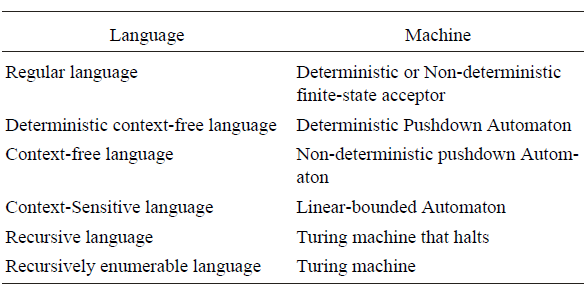 Language Machine
Regular language Deterministic or Non-deterministic
finite-state acceptor
Deterministic context-free language Deterministic Pushdown Automaton
Context-free language Non-deterministic pushdown Autom-
aton
Context-Sensitive language Linear-bounded Automaton
Recursive language Turing machine that halts
Recursively enumerable language Turing machine